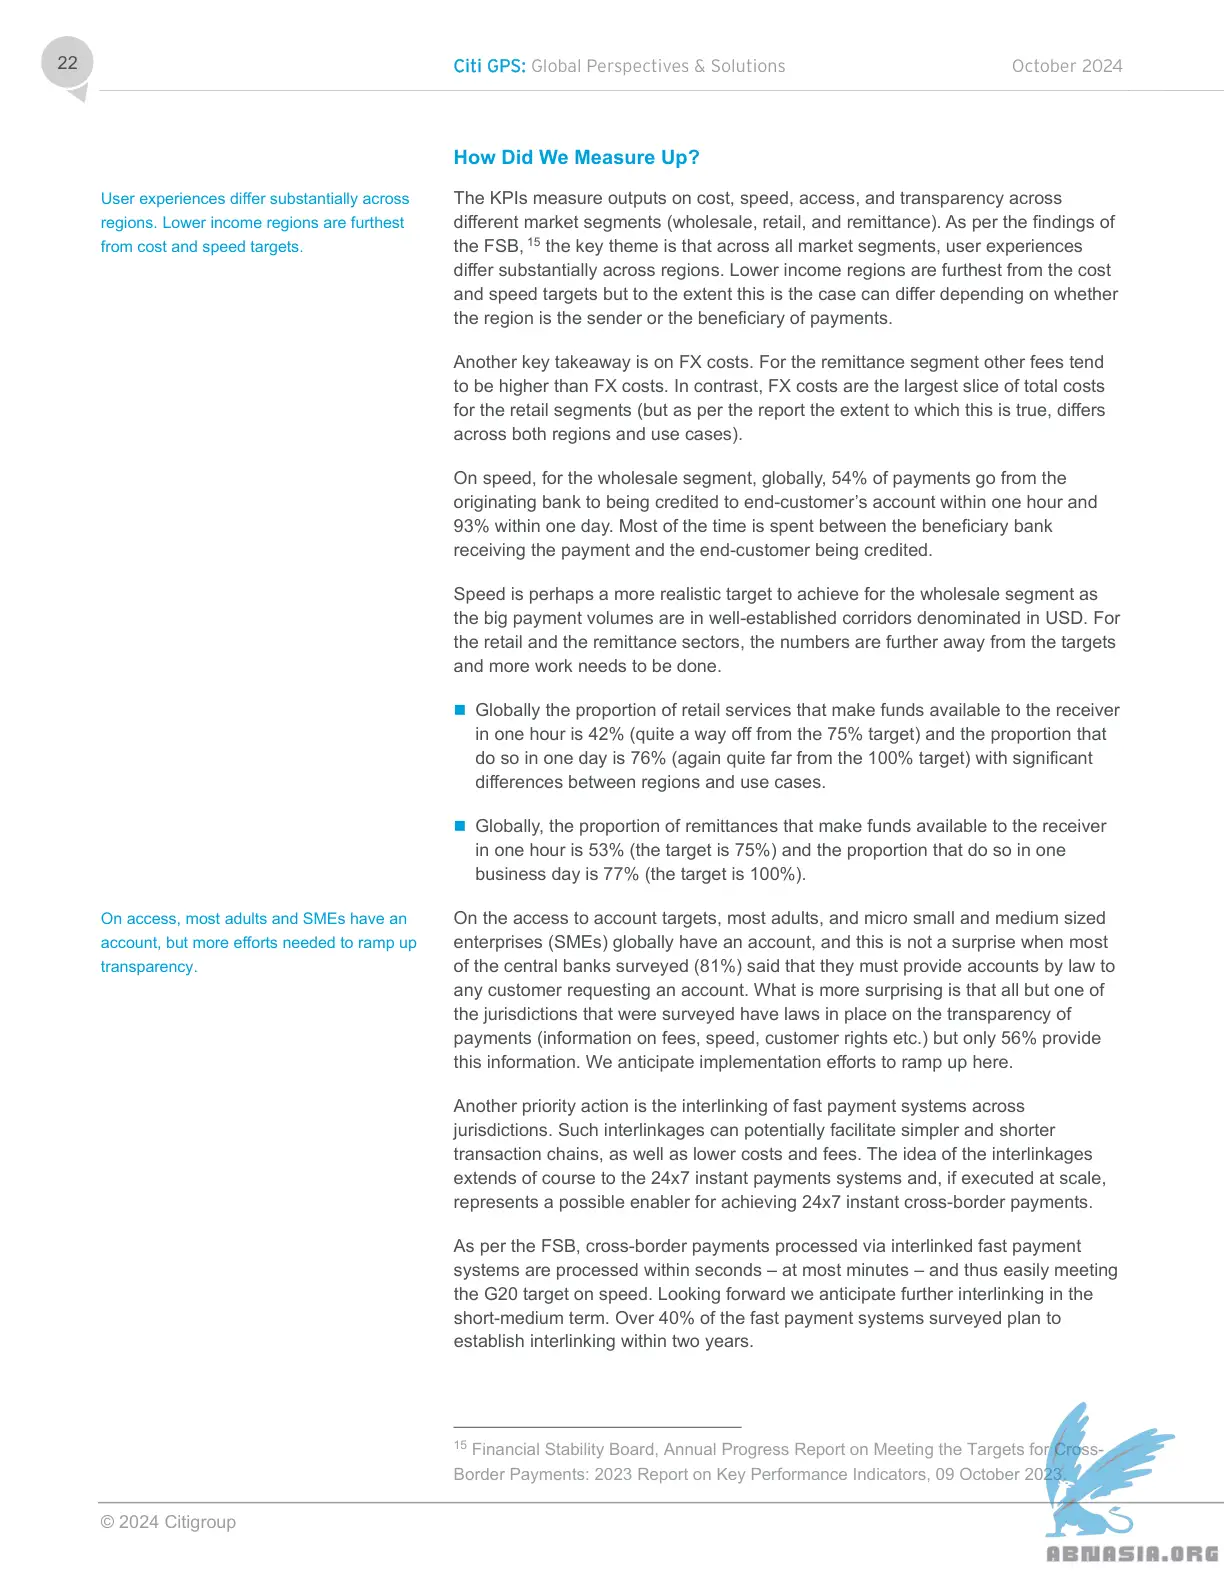 22
Citi GPS: Global Perspectives & Solutions
October 2024
How Did We Measure Up?
User experiences differ substantially across
regions. Lower income regions are furthest
from cost and speed targets.
The KPIs measure outputs on cost, speed, access, and transparency across
different market segments (wholesale, retail, and remittance). As per the findings of
the FSB, 15 the key theme is that across all market segments, user experiences
differ substantially across regions. Lower income regions are furthest from the cost
and speed targets but to the extent this is the case can differ depending on whether
the region is the sender or the beneficiary of payments.
Another key takeaway is on FX costs. For the remittance segment other fees tend
to be higher than FX costs. In contrast, FX costs are the largest slice of total costs
for the retail segments (but as per the report the extent to which this is true, differs
across both regions and use cases).
On speed, for the wholesale segment, globally, 54% of payments go from the
originating bank to being credited to end-customer's account within one hour and
93% within one day. Most of the time is spent between the beneficiary bank
receiving the payment and the end-customer being credited.
Speed is perhaps a more realistic target to achieve for the wholesale segment as
the big payment volumes are in well-established corridors denominated in USD. For
the retail and the remittance sectors, the numbers are further away from the targets
and more work needs to be done.
Globally the proportion of retail services that make funds available to the receiver
in one hour is 42% (quite a way off from the 75% target) and the proportion that
do so in one day is 76% (again quite far from the 100% target) with significant
differences between regions and use cases.
Globally, the proportion of remittances that make funds available to the receiver
in one hour is 53% (the target is 75%) and the proportion that do so in one
business day is 77% (the target is 100%).
On access, most adults and SMEs have an
account, but more efforts needed to ramp up
transparency.
On the access to account targets, most adults, and micro small and medium sized
enterprises (SMEs) globally have an account, and this is not a surprise when most
of the central banks surveyed (81%) said that they must provide accounts by law to
any customer requesting an account. What is more surprising is that all but one of
the jurisdictions that were surveyed have laws in place on the transparency of
payments (information on fees, speed, customer rights etc.) but only 56% provide
this information. We anticipate implementation efforts to ramp up here.
Another priority action is the interlinking of fast payment systems across
jurisdictions. Such interlinkages can potentially facilitate simpler and shorter
transaction chains, as well as lower costs and fees. The idea of the interlinkages
extends of course to the 24x7 instant payments systems and, if executed at scale,
represents a possible enabler for achieving 24x7 instant cross-border payments.
As per the FSB, cross-border payments processed via interlinked fast payment
systems are processed within seconds – at most minutes – and thus easily meeting
the G20 target on speed. Looking forward we anticipate further interlinking in the
short-medium term. Over 40% of the fast payment systems surveyed plan to
establish interlinking within two years.
15 Financial Stability Board, Annual Progress Report on Meeting the Targets for Cross-
Border Payments: 2023 Report on Key Performance Indicators, 09 October 2023.
© 2024 Citigroup
ABNASIA.ORG